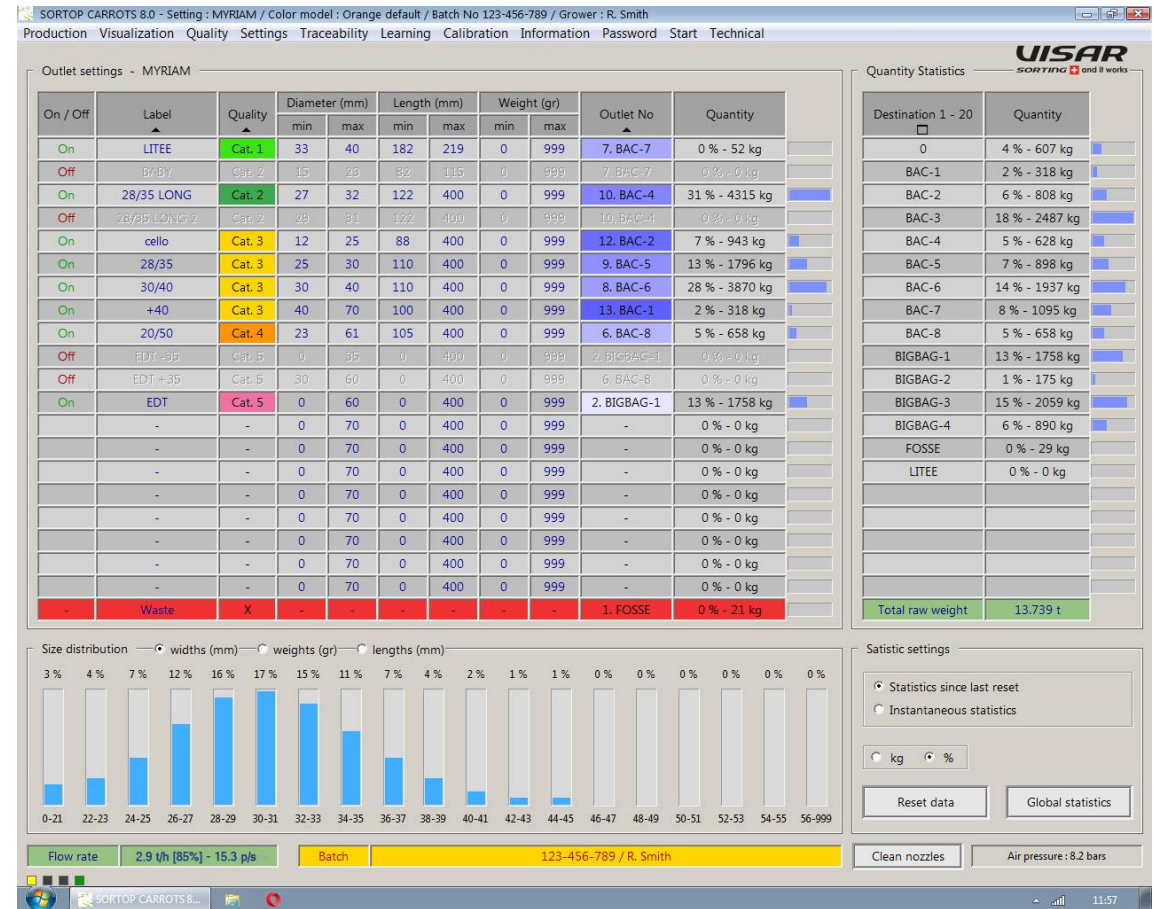 SORTOP CARROTS 8.0 - Setting : MYRIAM / Color model : Orange default / Batch No 123-456-789 / Grower : R. Smith
Production Visualization Quality Settings Traceability Learning Calibration Information Password Start Technical
VISAR
SORTING and it works
Outlet settings - MYRIAM
On / Off Label Quality Diameter (mm) Length (mm) Weight (gr) Outlet No Quantity
min max min max min max
On LITEE Cat. 1 33 40 182 219 0 999 7. BAC-7 0 % - 52 kg
Off BABY Cat. 2 15 23 82 115 0 999 7. BAC-7 0 % - 0 kg
On 28/35 LONG Cat. 2 27 32 122 400 0 999 10. BAC-4 31 % - 4315 kg
Off 28/35 LONG 2 Cat. 2 29 31 122 400 0 999 10. BAC-4 0 % - 0 kg
On cello Cat. 3 12 25 88 400 0 999 12. BAC-2 7 % - 943 kg
On 28/35 Cat. 3 25 30 110 400 0 999 9. BAC-5 13 % - 1796 kg
On 30/40 Cat. 3 30 40 110 400 0 999 8. BAC-6 28 % - 3870 kg
On +40 Cat. 3 40 70 100 400 0 999 13. BAC-1 2 % - 318 kg
On 20/50 Cat. 4 23 61 105 400 0 999 6. BAC-8 5 % - 658 kg
Off EDT -35 Cat. 5 0 35 0 400 0 999 2. BIGBAG-1 0 % - 0 kg
Off EDT +35 Cat. 5 30 60 0 400 0 999 6. BAC-8 0 % - 0 kg
On EDT Cat. 5 0 60 0 400 0 999 2. BIGBAG-1 13 % - 1758 kg
- - 0 70 0 400 0 999 - 0 % - 0 kg
- - 0 70 0 400 0 999 - 0 % - 0 kg
- - 0 70 0 400 0 999 - 0 % - 0 kg
- - 0 70 0 400 0 999 - 0 % - 0 kg
- - 0 70 0 400 0 999 - 0 % - 0 kg
- - 0 70 0 400 0 999 - 0 % - 0 kg
- - 0 70 0 400 0 999 - 0 % - 0 kg
- - 0 70 0 400 0 999 - 0 % - 0 kg
- Waste X - - - - - - 1. FOSSE 0 % - 21 kg
Quantity Statistics
Destination 1 - 20 Quantity
0 4 % - 607 kg
BAC-1 2 % - 318 kg
BAC-2 6 % - 808 kg
BAC-3 18 % - 2487 kg
BAC-4 5 % - 628 kg
BAC-5 7 % - 898 kg
BAC-6 14 % - 1937 kg
BAC-7 8 % - 1095 kg
BAC-8 5 % - 658 kg
BIGBAG-1 13 % - 1758 kg
BIGBAG-2 1 % - 175 kg
BIGBAG-3 15 % - 2059 kg
BIGBAG-4 6 % - 890 kg
FOSSE 0 % - 29 kg
LITEE 0 % - 0 kg
Total raw weight 13.739 t
Size distribution widths (mm) weights (gr) lengths (mm)
3 % 4 % 7 % 12 % 16 % 17 % 15 % 11 % 7 % 4 % 2 % 1 % 1 % 0 % 0 % 0 % 0 % 0 % 0 %
0-21 22-23 24-25 26-27 28-29 30-31 32-33 34-35 36-37 38-39 40-41 42-43 44-45 46-47 48-49 50-51 52-53 54-55 56-999
Satistic settings
Statistics since last reset
Instantaneous statistics
kg %
Reset data Global statistics
Flow rate 2.9 t/h [85%] - 15.3 p/s Batch 123-456-789 / R. Smith Clean nozzles Air pressure : 8.2 bars
SORTOP CARROTS 8... 11:57